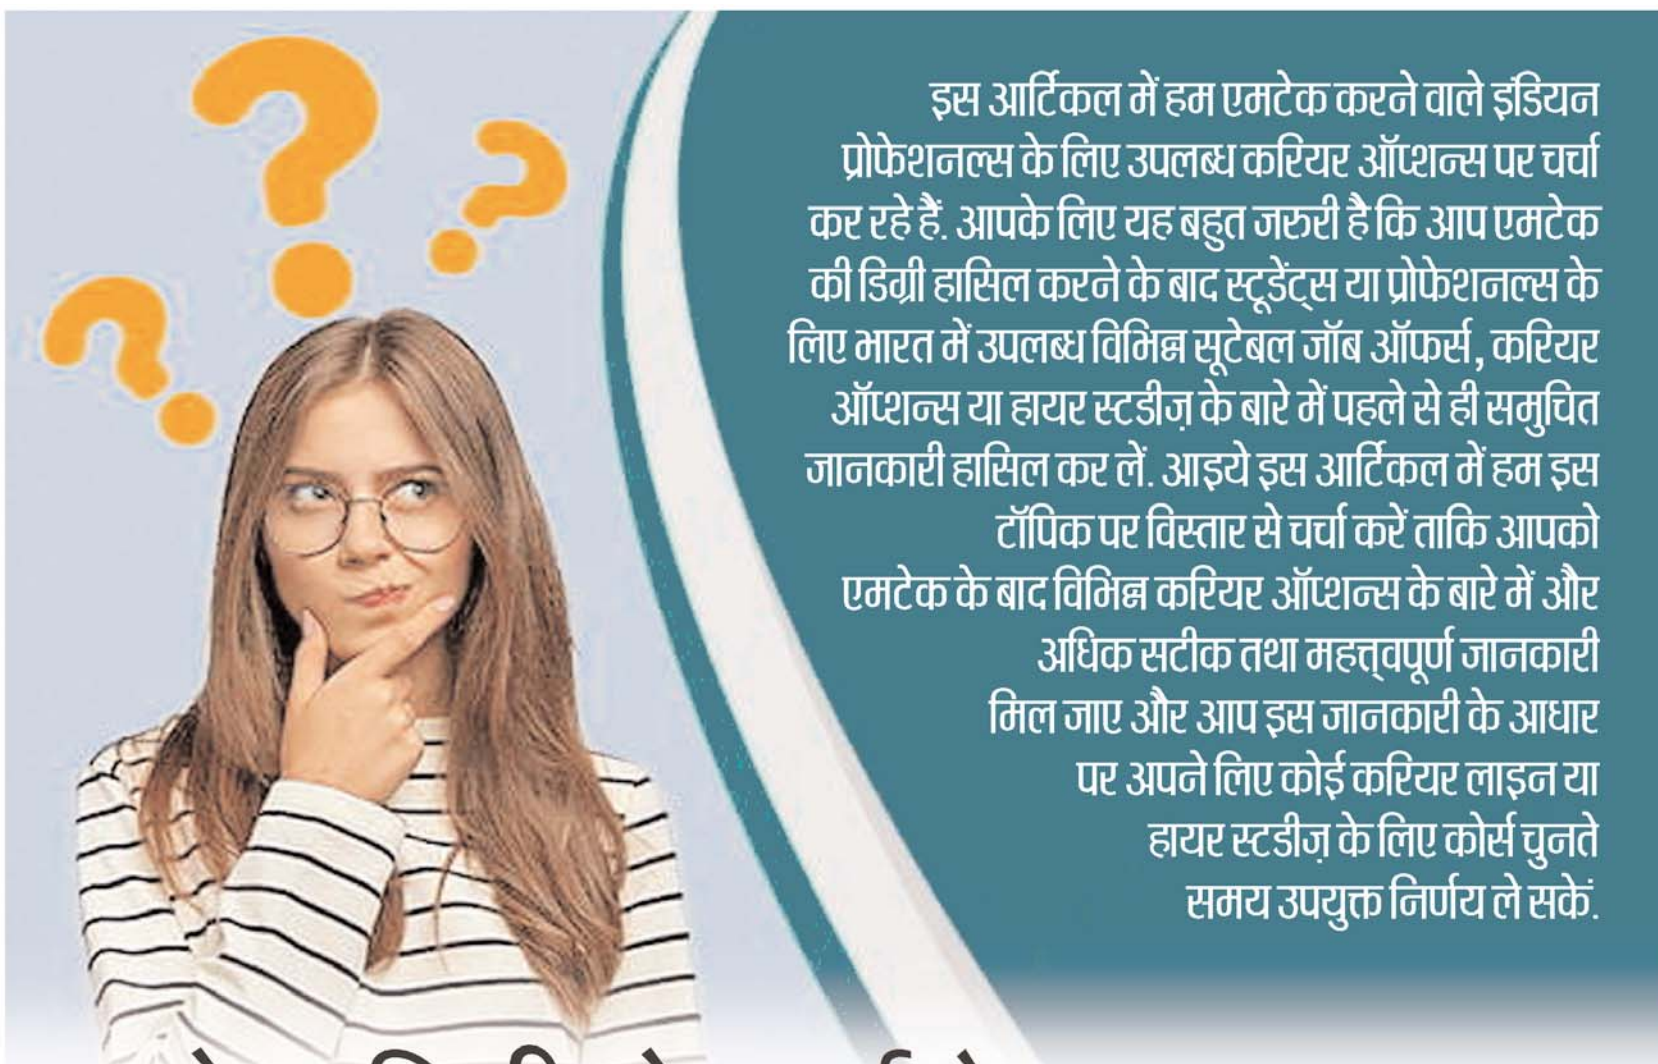 इस आर्टिकल में हम एमटेक करने वाले इंडियन
प्रोफेशनल्स के लिए उपलब्ध करियर ऑप्शन्स पर चर्चा
कर रहे हैं. आपके लिए यह बहुत जरुरी है कि आप एमटेक
की डिग्री हासिल करने के बाद स्टूडेंट्स या प्रोफेशनल्स के
लिए भारत में उपलब्ध विभिन्न सूटेबल जॉब ऑफर्स, करियर
ऑप्शन्स या हायर स्टडीज़ के बारे में पहले से ही समुचित
जानकारी हासिल कर लें. आइये इस आर्टिकल में हम इस
टॉपिक पर विस्तार से चर्चा करें ताकि आपको
एमटेक के बाद विभिन्न करियर ऑप्शन्स के बारे में और
अधिक सटीक तथा महत्त्वपूर्ण जानकारी
मिल जाए और आप इस जानकारी के आधार
पर अपने लिए कोई करियर लाइन या
हायर स्टडीज़ के लिए कोर्स चुनते
समय उपयुक्त निर्णय ले सकें.